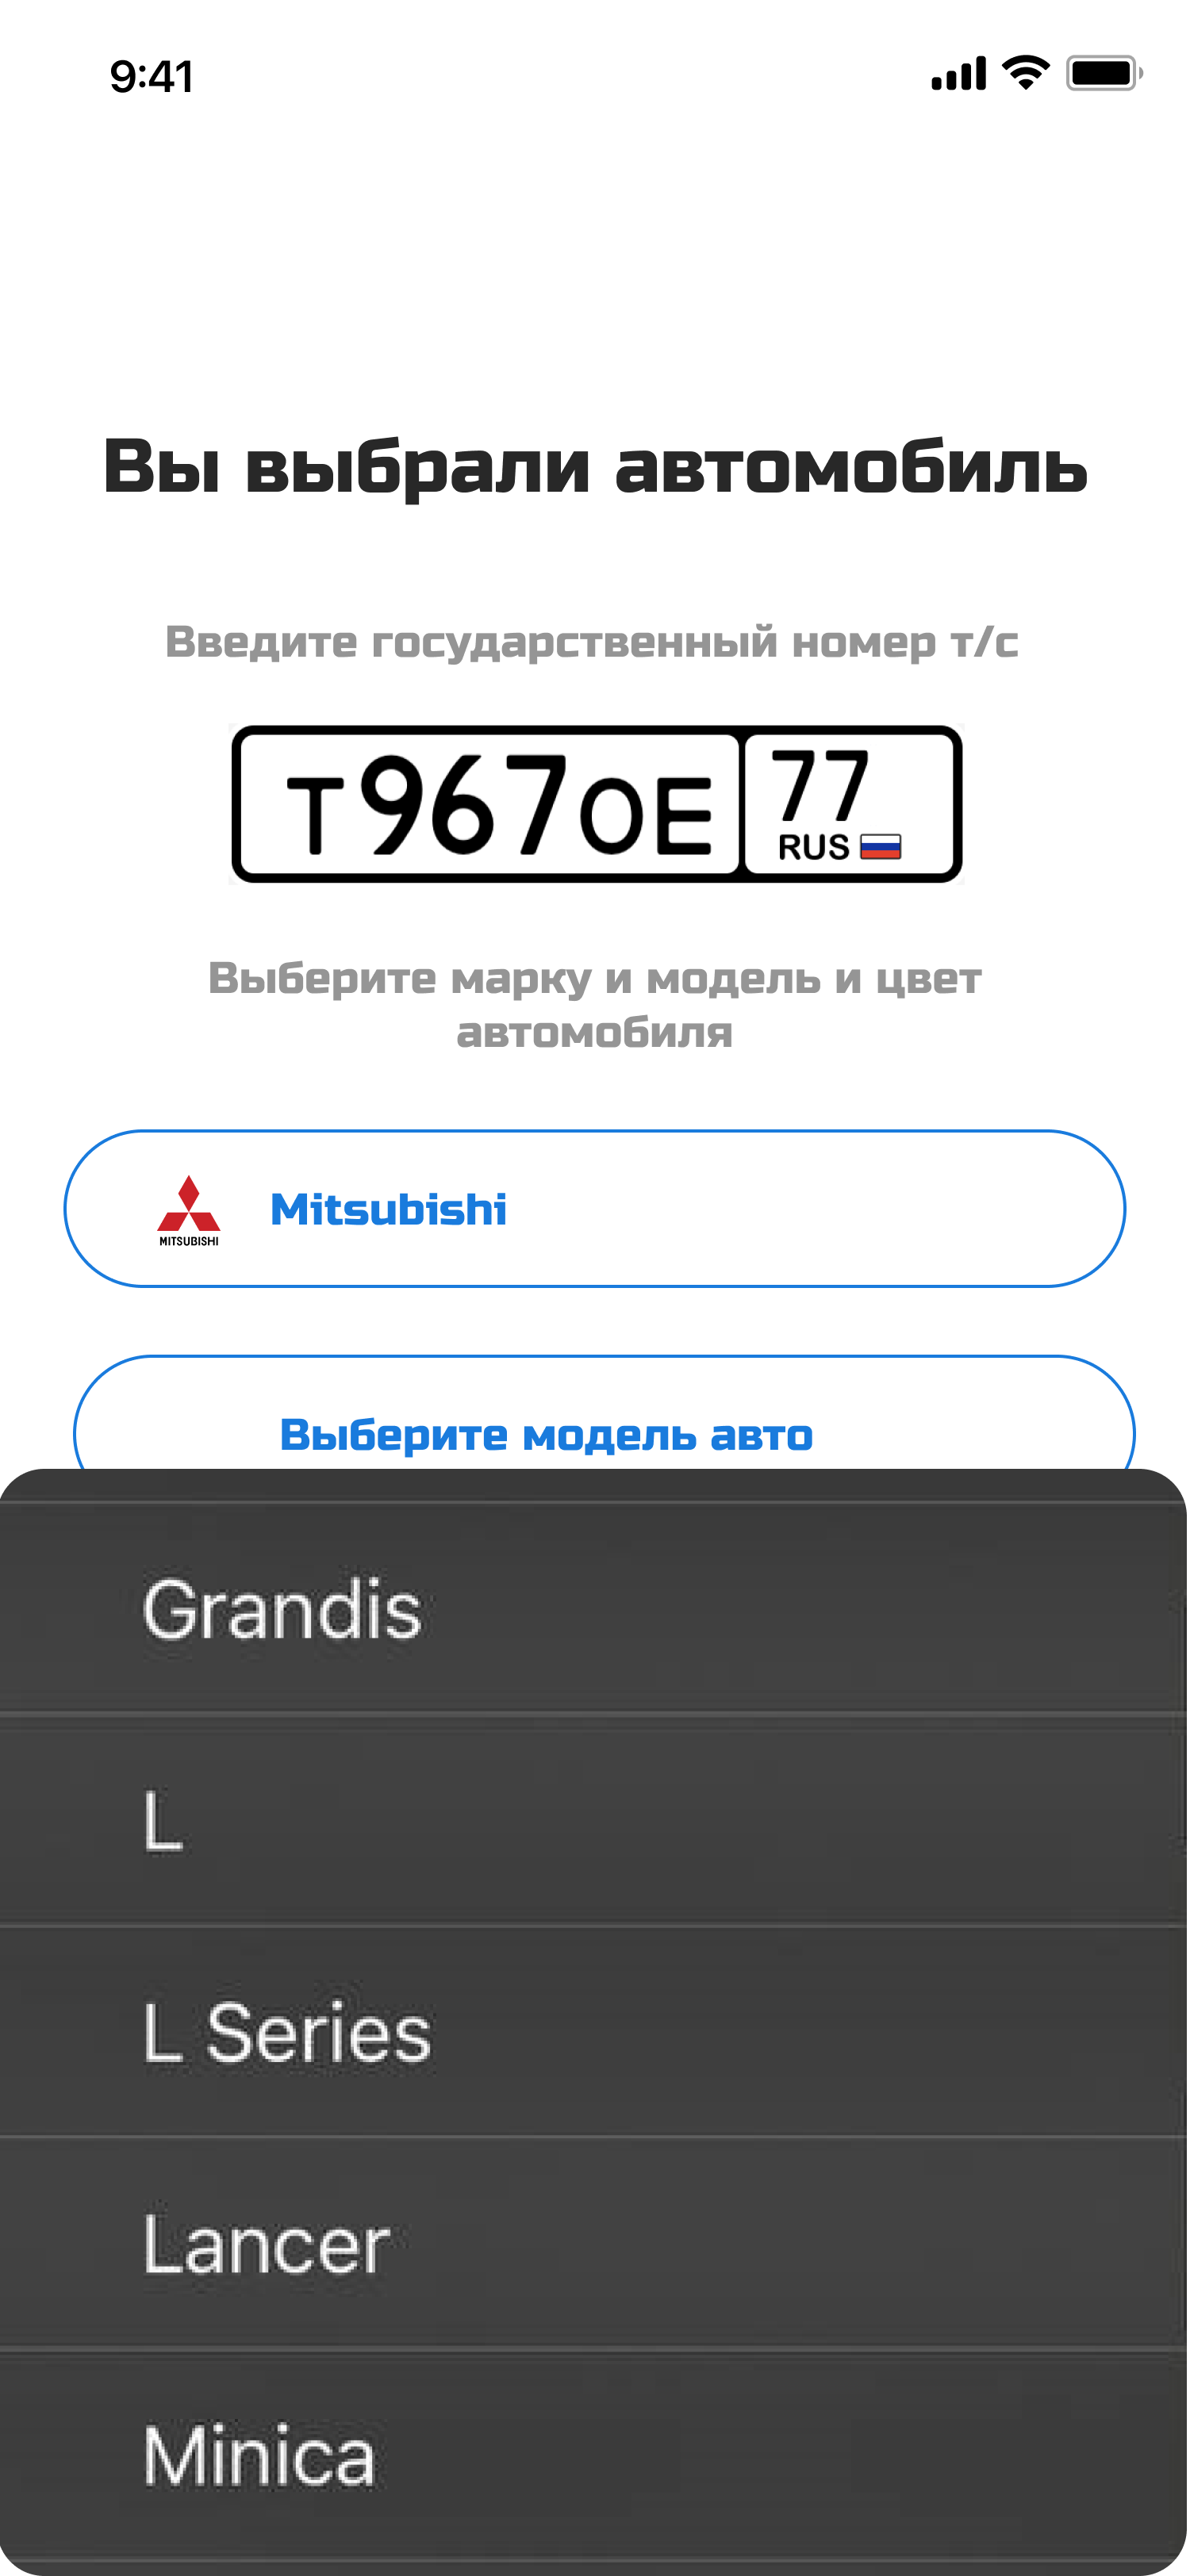 9:41
Вы выбрали автомобиль
Введите государственный номер т/с
Т967ОЕ 77
RUS
Выберите марку и модель и цвет
автомобиля
MITSUBISHI
Mitsubishi
Выберите модель авто
Grandis
L
L Series
Lancer
Minica